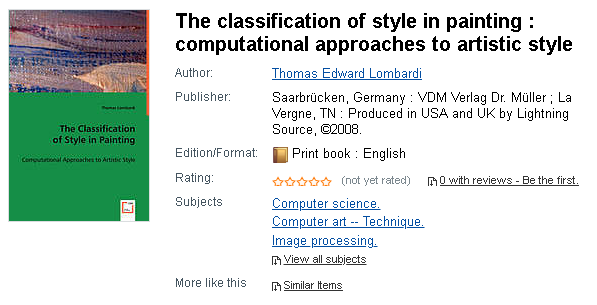 The classification of style in painting :
computational approaches to artistic style
Author: Thomas Edward Lombardi
Publisher: Saarbrücken, Germany : VDM Verlag Dr. Müller ; La
Vergne, TN : Produced in USA and UK by Lightning
Source, ©2008.
Edition/Format: Print book : English
Rating: (not yet rated) 0 with reviews - Be the first.
Subjects Computer science.
Computer art -- Technique.
Image processing.
View all subjects
More like this Similar Items
Thomas Lombardi
The Classification
of Style in Painting
Computational Approaches to Artistic Style